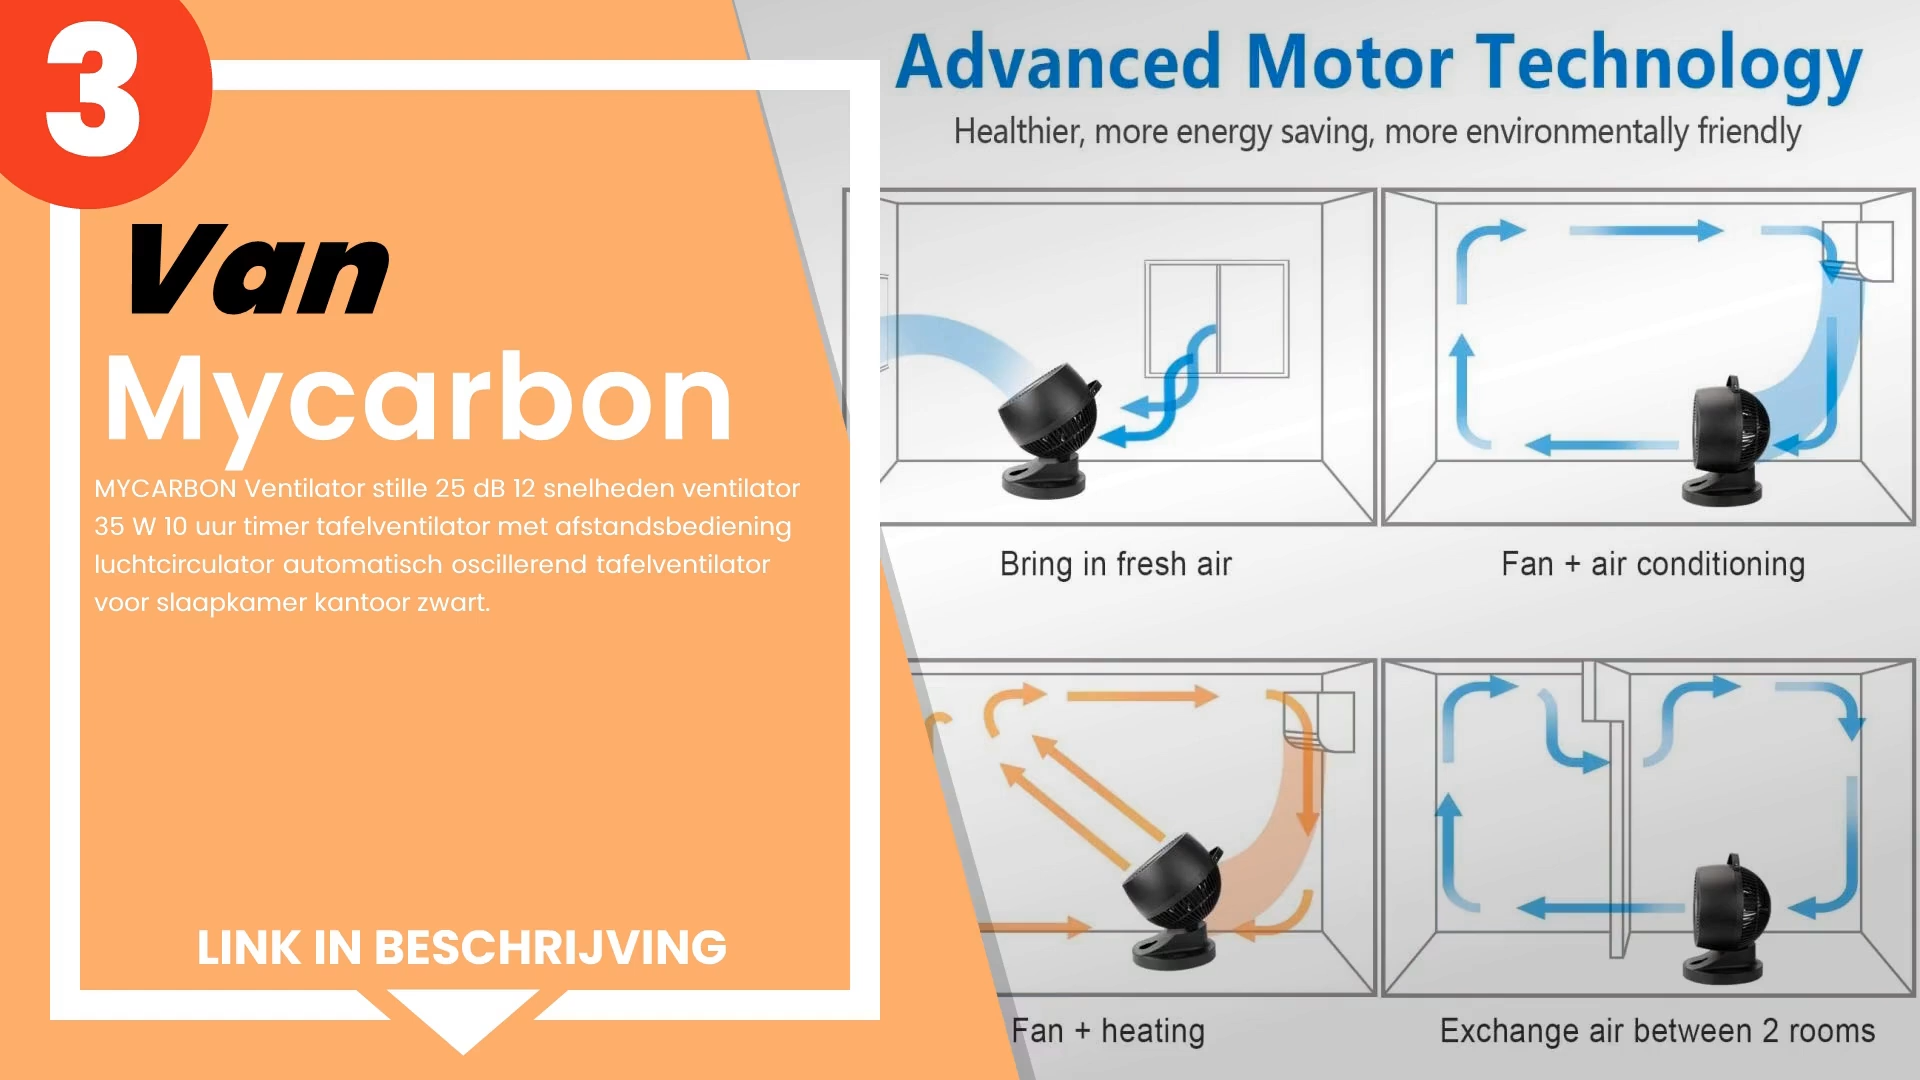 3
Van
Mycarbon
MYCARBON Ventilator stille 25 dB 12 snelheden ventilator
35 W 10 uur timer tafelventilator met afstandsbediening
luchtcirculator automatisch oscillerend tafelventilator
voor slaapkamer kantoor zwart.
LINK IN BESCHRIJVING
Advanced Motor Technology
Healthier, more energy saving, more environmentally friendly
Bring in fresh air
Fan + air conditioning
Fan + heating
Exchange air between 2 rooms